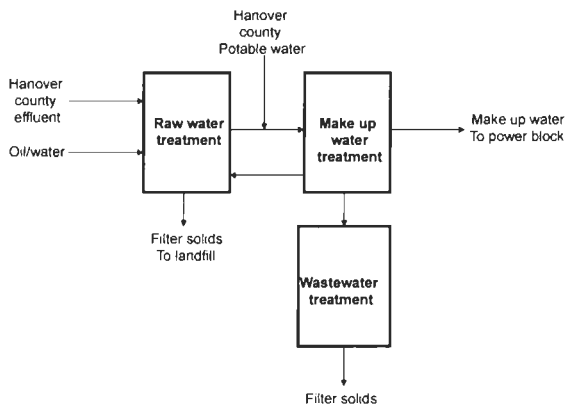 Hanover
county
Potable water
Hanover
county
effluent
Oil/water
Raw water
treatment
Make up
water
treatment
Make up water
To power block
Filter solids
To landfill
Wastewater
treatment
Filter solids